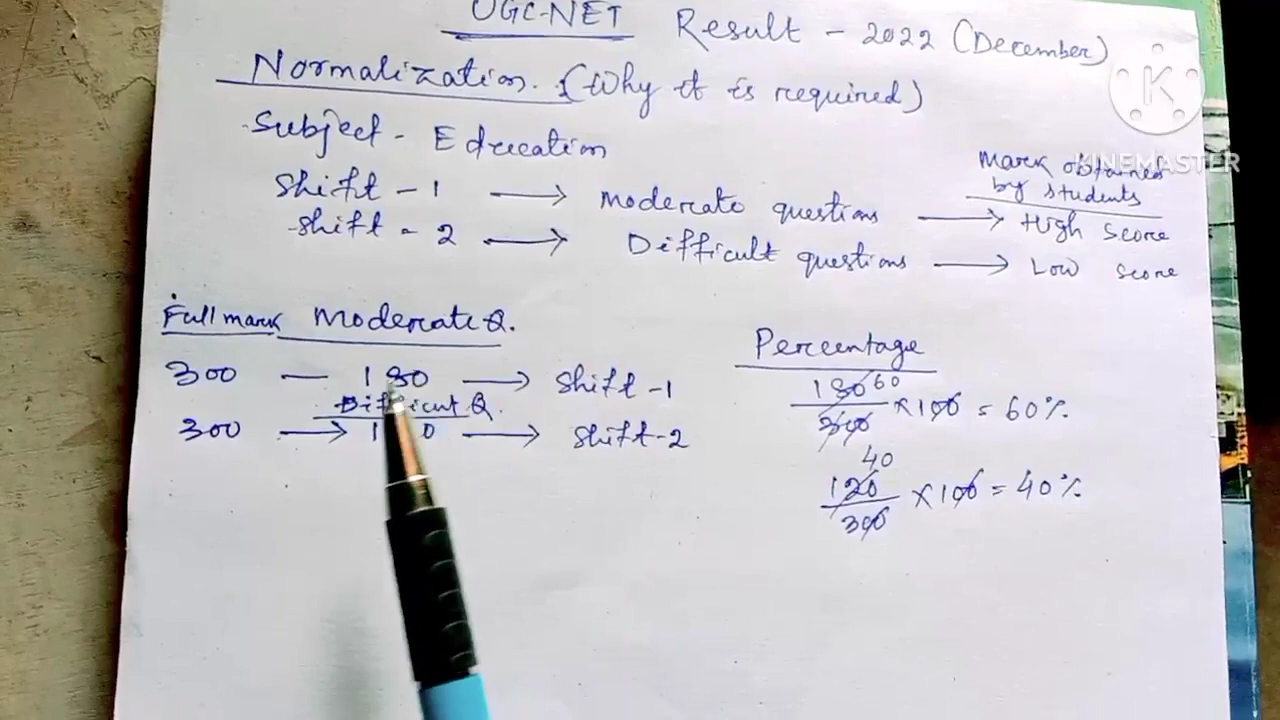 UGC-NET Result - 2022 (December)
Normalization. (Why it is required)
Subject - Education
Shift - 1 → Moderate questions → High score
Mark obtained
by students
Shift - 2 → Difficult questions → Low score
Full mark Moderate Q.
300 — 180 → Shift-1
Difficut Q.
300 → 1 0 → Shift-2
Percentage
180 60
300 × 100 = 60%
40
120
300 × 100 = 40%
K
KINEMASTER